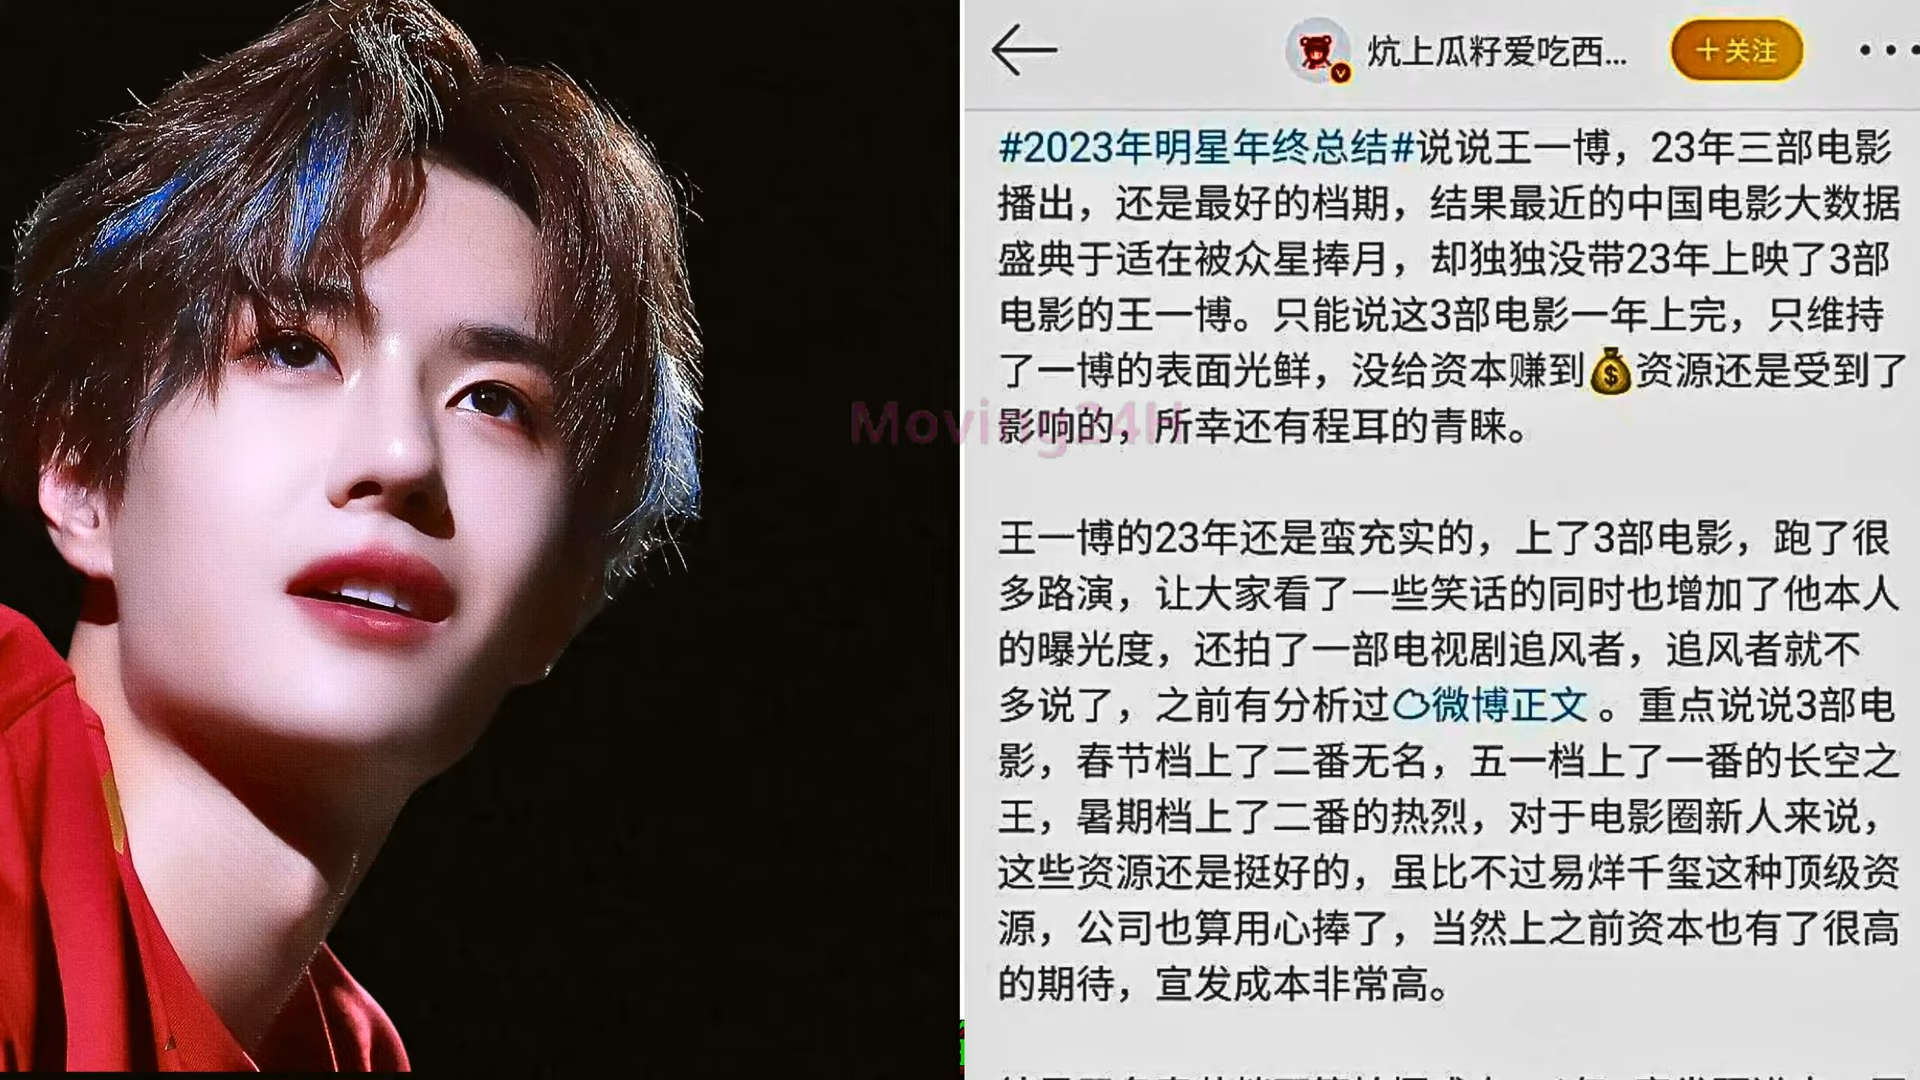 炕上瓜籽爱吃西...
+关注
#2023年明星年终总结#说说王一博，23年三部电影
播出，还是最好的档期，结果最近的中国电影大数据
盛典于适在被众星捧月，却独独没带23年上映了3部
电影的王一博。只能说这3部电影一年上完，只维持
了一博的表面光鲜，没给资本赚到💰资源还是受到了
Moving24H
影响的，所幸还有程耳的青睐。
王一博的23年还是蛮充实的，上了3部电影，跑了很
多路演，让大家看了一些笑话的同时也增加了他本人
的曝光度，还拍了一部电视剧追风者，追风者就不
多说了，之前有分析过微博正文。重点说说3部电
影，春节档上了二番无名，五一档上了一番的长空之
王，暑期档上了二番的热烈，对于电影圈新人来说，
这些资源还是挺好的，虽比不过易烊千玺这种顶级资
源，公司也算用心捧了，当然上之前资本也有了很高
的期待，宣发成本非常高。